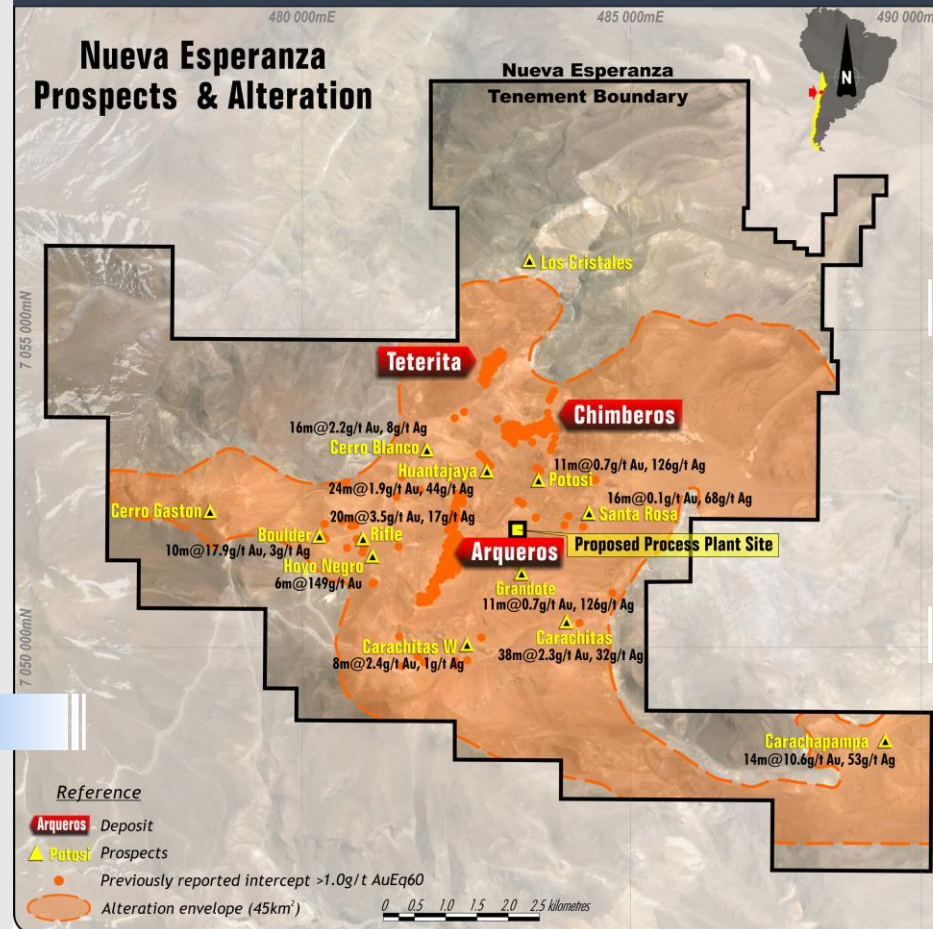 480 000mE
485 000mE
490 000mE
Nueva Esperanza
Prospects & Alteration
Nueva Esperanza
Tenement Boundary
N
Los Cristales
7 055 000mN
Teterita
Chimberos
16m@2.2g/t Au, 8g/t Ag
Cerro Blanco
11m@0.7g/t Au, 126g/t Ag
Huantajaya
Potosi
24m@1.9g/t Au, 44g/t Ag
16m@0.1g/t Au, 68g/t Ag
Cerro Gaston
20m@3.5g/t Au, 17g/t Ag
Santa Rosa
Boulder
Rifle
Proposed Process Plant Site
10m@17.9g/t Au, 3g/t Ag
Arqueros
Hoyo Negro
6m@149g/t Au
Grandote
11m@0.7g/t Au, 126g/t Ag
Carachitas
Carachitas W
38m@2.3g/t Au, 32g/t Ag
8m@2.4g/t Au, 1g/t Ag
7 050 000mN
Carachapampa
14m@10.6g/t Au, 53g/t Ag
Reference
Arqueros Deposit
Potosi Prospects
Previously reported intercept >1.0g/t AuEq60
Alteration envelope (45km²)
0 0.5 1.0 1.5 2.0 2.5 kilometres